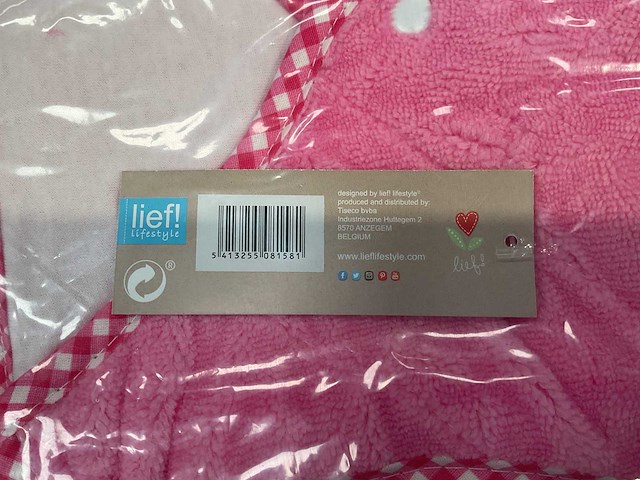 lief!
lifestyle
®
5 413255 081581
designed by lief! lifestyle®
produced and distributed by:
Tiseco bvba
Industriezone Huttegem 2
8570 ANZEGEM
BELGIUM
www.lieflifestyle.com
lief!